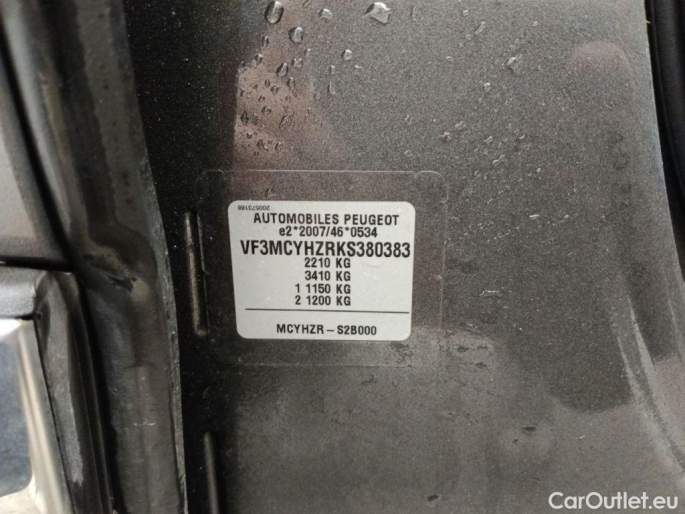 200573188
AUTOMOBILES PEUGEOT
e2*2007/46*0534
VF3MCYHZRKS380383
2210 KG
3410 KG
1 1150 KG
2 1200 KG
MCYHZR - S2B000
CarOutlet.eu